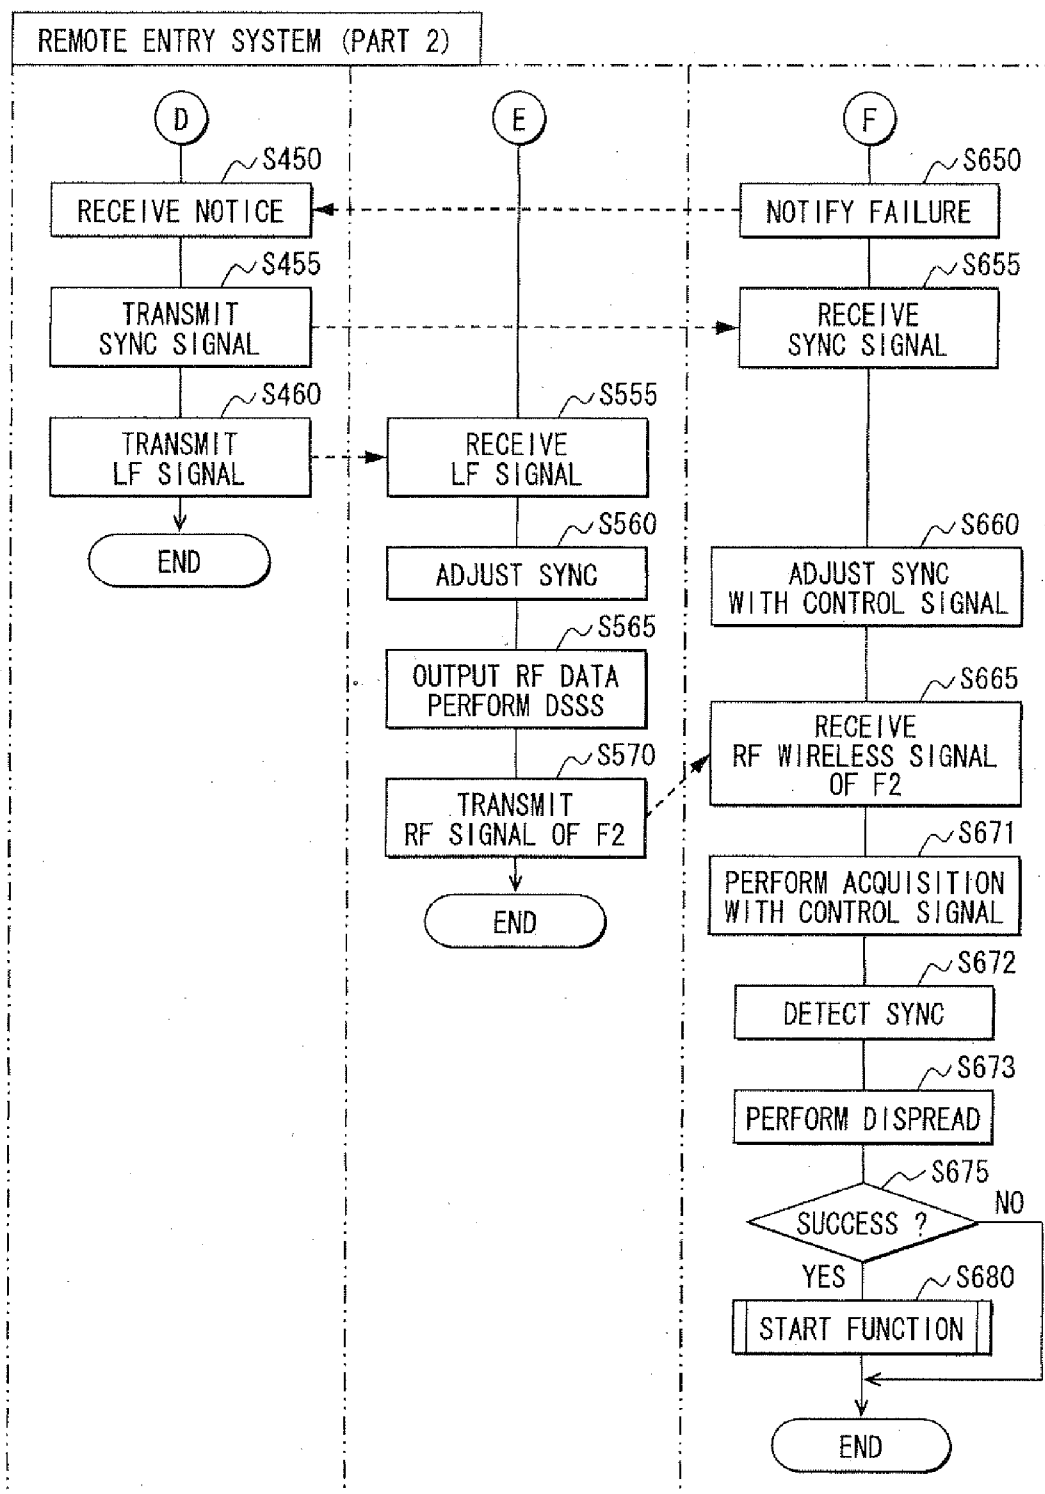 REMOTE ENTRY SYSTEM (PART 2)
D
E
F
S450
RECEIVE NOTICE
S650
NOTIFY FAILURE
S455
TRANSMIT
SYNC SIGNAL
S655
RECEIVE
SYNC SIGNAL
S460
TRANSMIT
LF SIGNAL
S555
RECEIVE
LF SIGNAL
END
S560
ADJUST SYNC
S660
ADJUST SYNC
WITH CONTROL SIGNAL
S565
OUTPUT RF DATA
PERFORM DSSS
S665
RECEIVE
RF WIRELESS SIGNAL
OF F2
S570
TRANSMIT
RF SIGNAL OF F2
END
S671
PERFORM ACQUISITION
WITH CONTROL SIGNAL
S672
DETECT SYNC
S673
PERFORM DISPREAD
S675
SUCCESS ?
NO
YES
S680
START FUNCTION
END